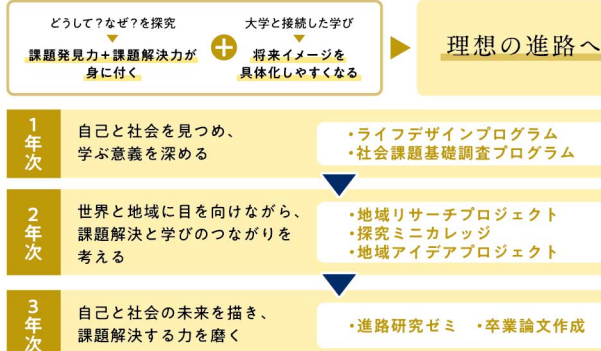 どうして?なぜ?を探究
課題発見力+課題解決力が
身に付く
大学と接続した学び
将来イメージを
具体化しやすくなる
理想の進路へ
1年次
自己と社会を見つめ、
学ぶ意義を深める
・ライフデザインプログラム
・社会課題基礎調査プログラム
2年次
世界と地域に目を向けながら、
課題解決と学びのつながりを
考える
・地域リサーチプロジェクト
・探究ミニカレッジ
・地域アイデアプロジェクト
3年次
自己と社会の未来を描き、
課題解決する力を磨く
・進路研究ゼミ ・卒業論文作成